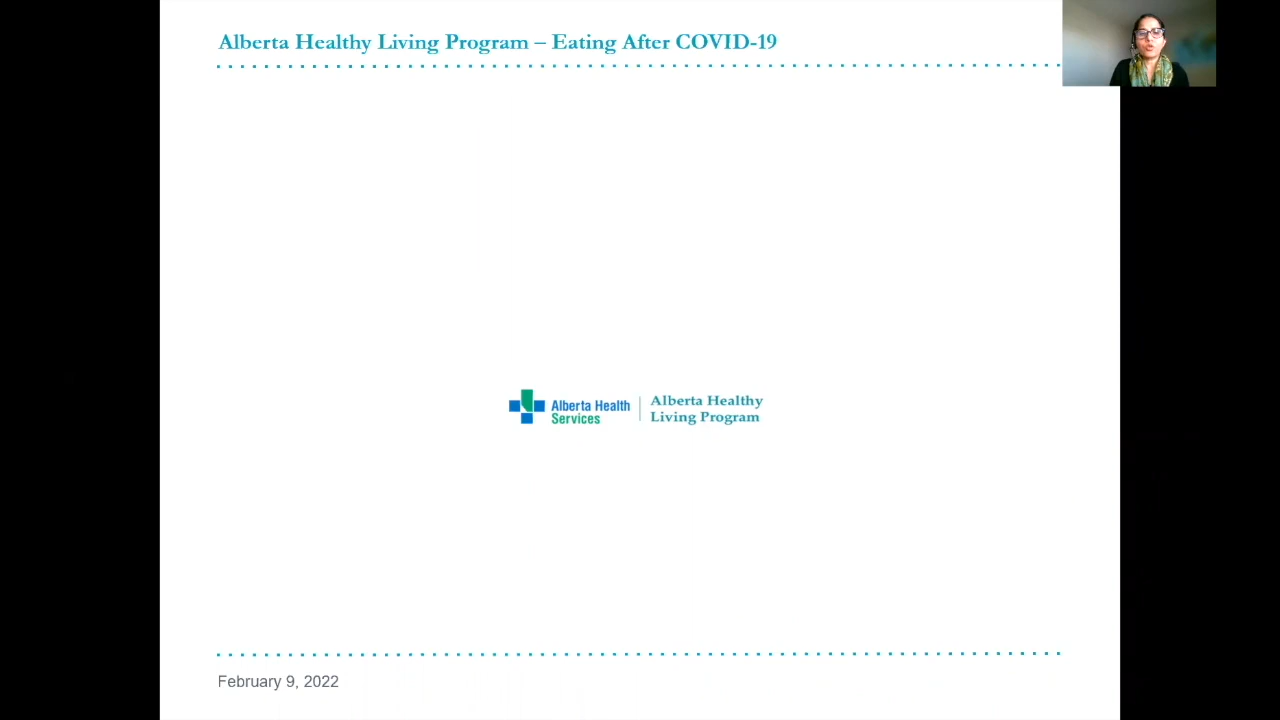 Alberta Healthy Living Program – Eating After COVID-19
Alberta Health
Services
Alberta Healthy
Living Program
February 9, 2022